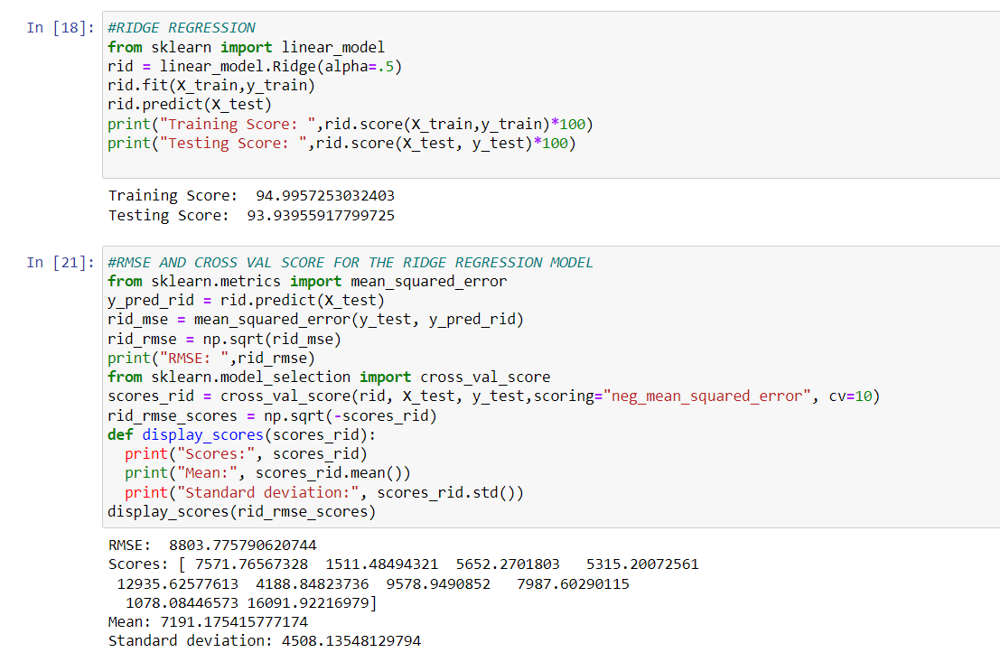 In [18]: #RIDGE REGRESSION
from sklearn import linear_model
rid = linear_model.Ridge(alpha=.5)
rid.fit(X_train,y_train)
rid.predict(X_test)
print("Training Score: ",rid.score(X_train,y_train)*100)
print("Testing Score: ",rid.score(X_test, y_test)*100)
Training Score:  94.9957253032403
Testing Score:  93.93955917799725
In [21]: #RMSE AND CROSS VAL SCORE FOR THE RIDGE REGRESSION MODEL
from sklearn.metrics import mean_squared_error
y_pred_rid = rid.predict(X_test)
rid_mse = mean_squared_error(y_test, y_pred_rid)
rid_rmse = np.sqrt(rid_mse)
print("RMSE: ",rid_rmse)
from sklearn.model_selection import cross_val_score
scores_rid = cross_val_score(rid, X_test, y_test,scoring="neg_mean_squared_error", cv=10)
rid_rmse_scores = np.sqrt(-scores_rid)
def display_scores(scores_rid):
  print("Scores:", scores_rid)
  print("Mean:", scores_rid.mean())
  print("Standard deviation:", scores_rid.std())
display_scores(rid_rmse_scores)
RMSE:  8803.775790620744
Scores: [ 7571.76567328  1511.48494321  5652.2701803   5315.20072561
 12935.62577613  4188.84823736  9578.9490852   7987.60290115
  1078.08446573 16091.92216979]
Mean: 7191.175415777174
Standard deviation: 4508.13548129794